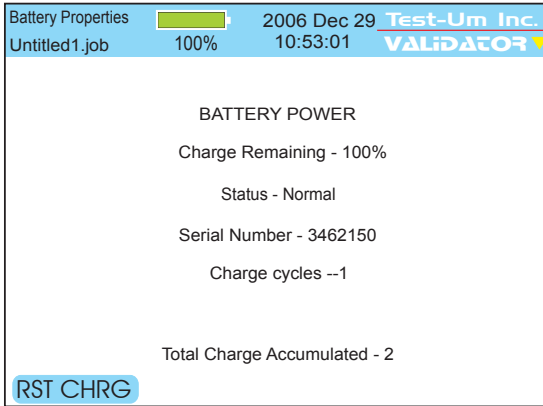 Battery Properties 2006 Dec 29 Test-Um Inc.
Untitled1.job 100% 10:53:01 VALIDATOR
BATTERY POWER
Charge Remaining - 100%
Status - Normal
Serial Number - 3462150
Charge cycles --1
Total Charge Accumulated - 2
RST CHRG